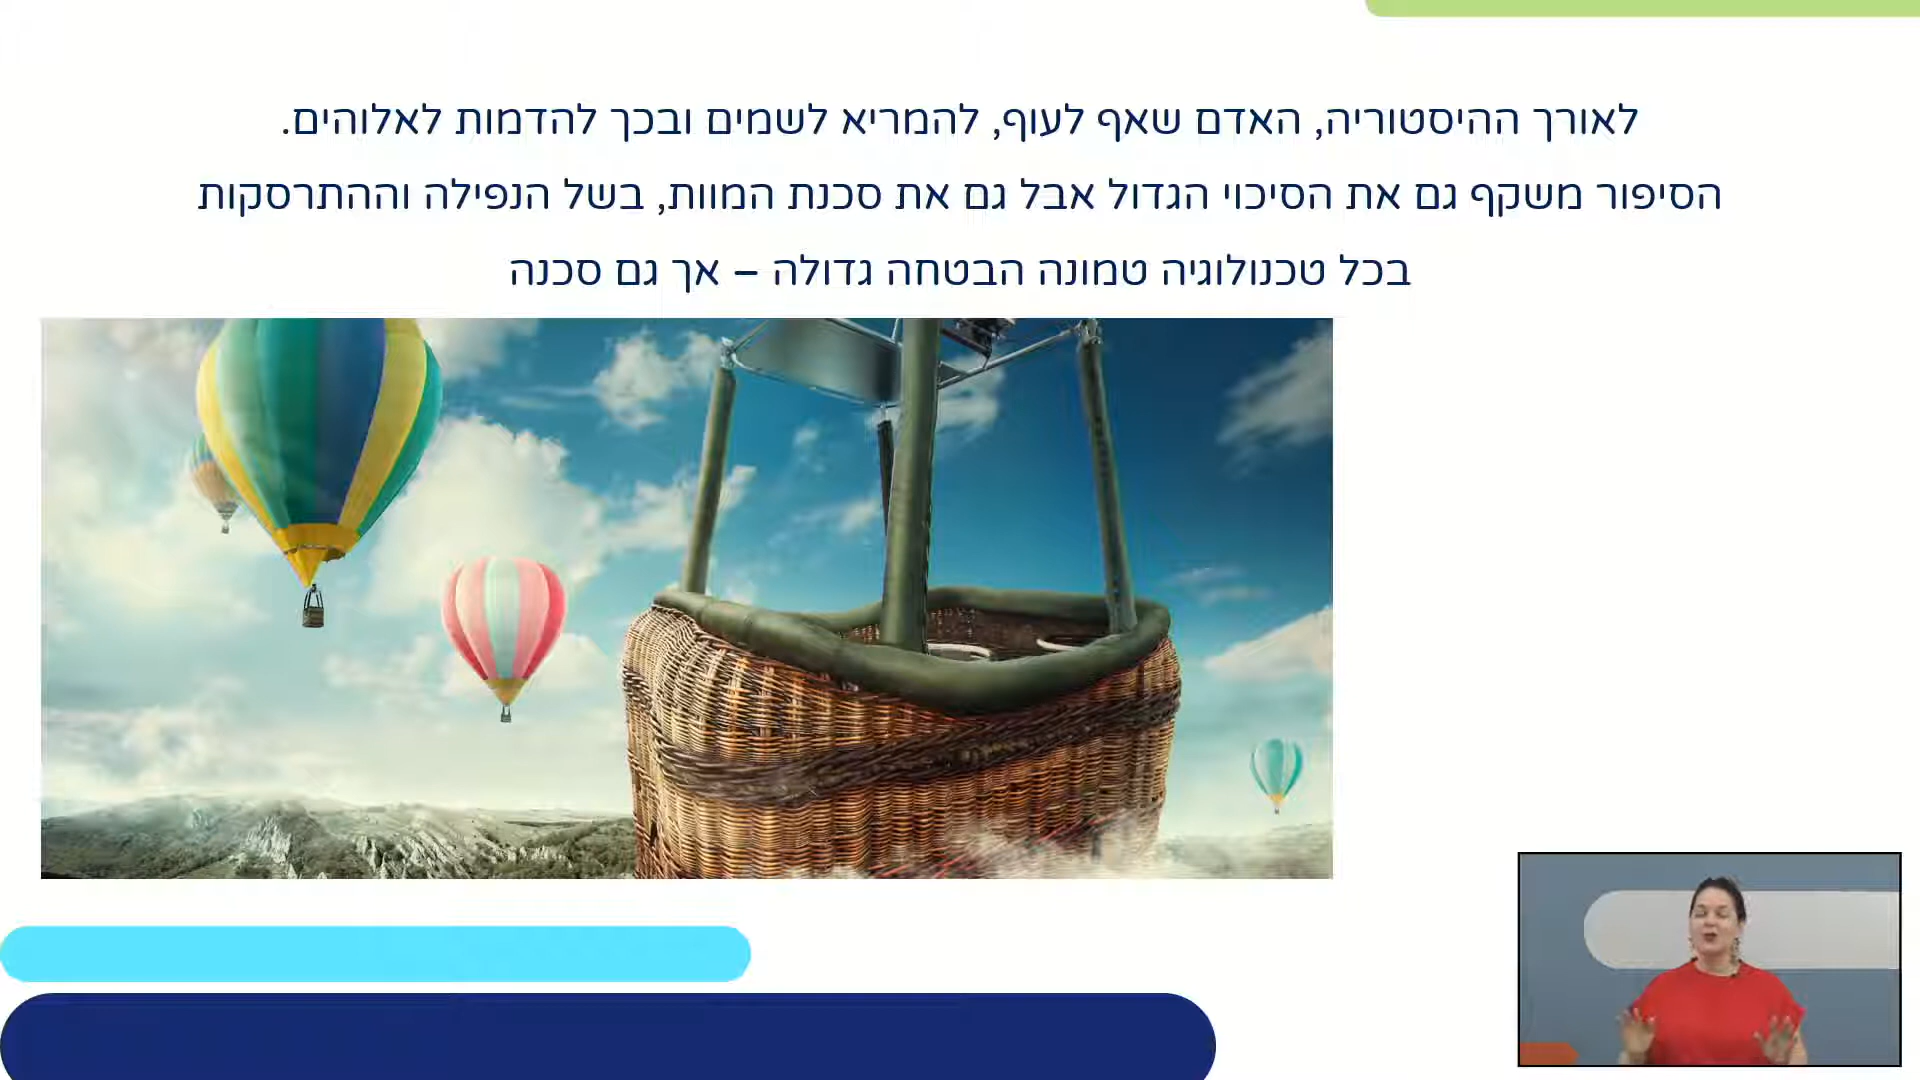 לאורך ההיסטוריה, האדם שאף לעוף, להמריא לשמים ובכך להדמות לאלוהים.
הסיפור משקף גם את הסיכוי הגדול אבל גם את סכנת המוות, בשל הנפילה וההתרסקות
בכל טכנולוגיה טמונה הבטחה גדולה – אך גם סכנה